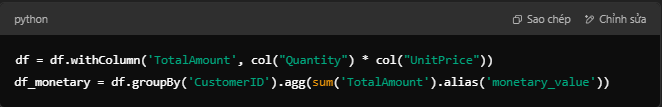 python
Sao chép
Chỉnh sửa
df = df.withColumn('TotalAmount', col("Quantity") * col("UnitPrice"))
df_monetary = df.groupBy('CustomerID').agg(sum('TotalAmount').alias('monetary_value'))